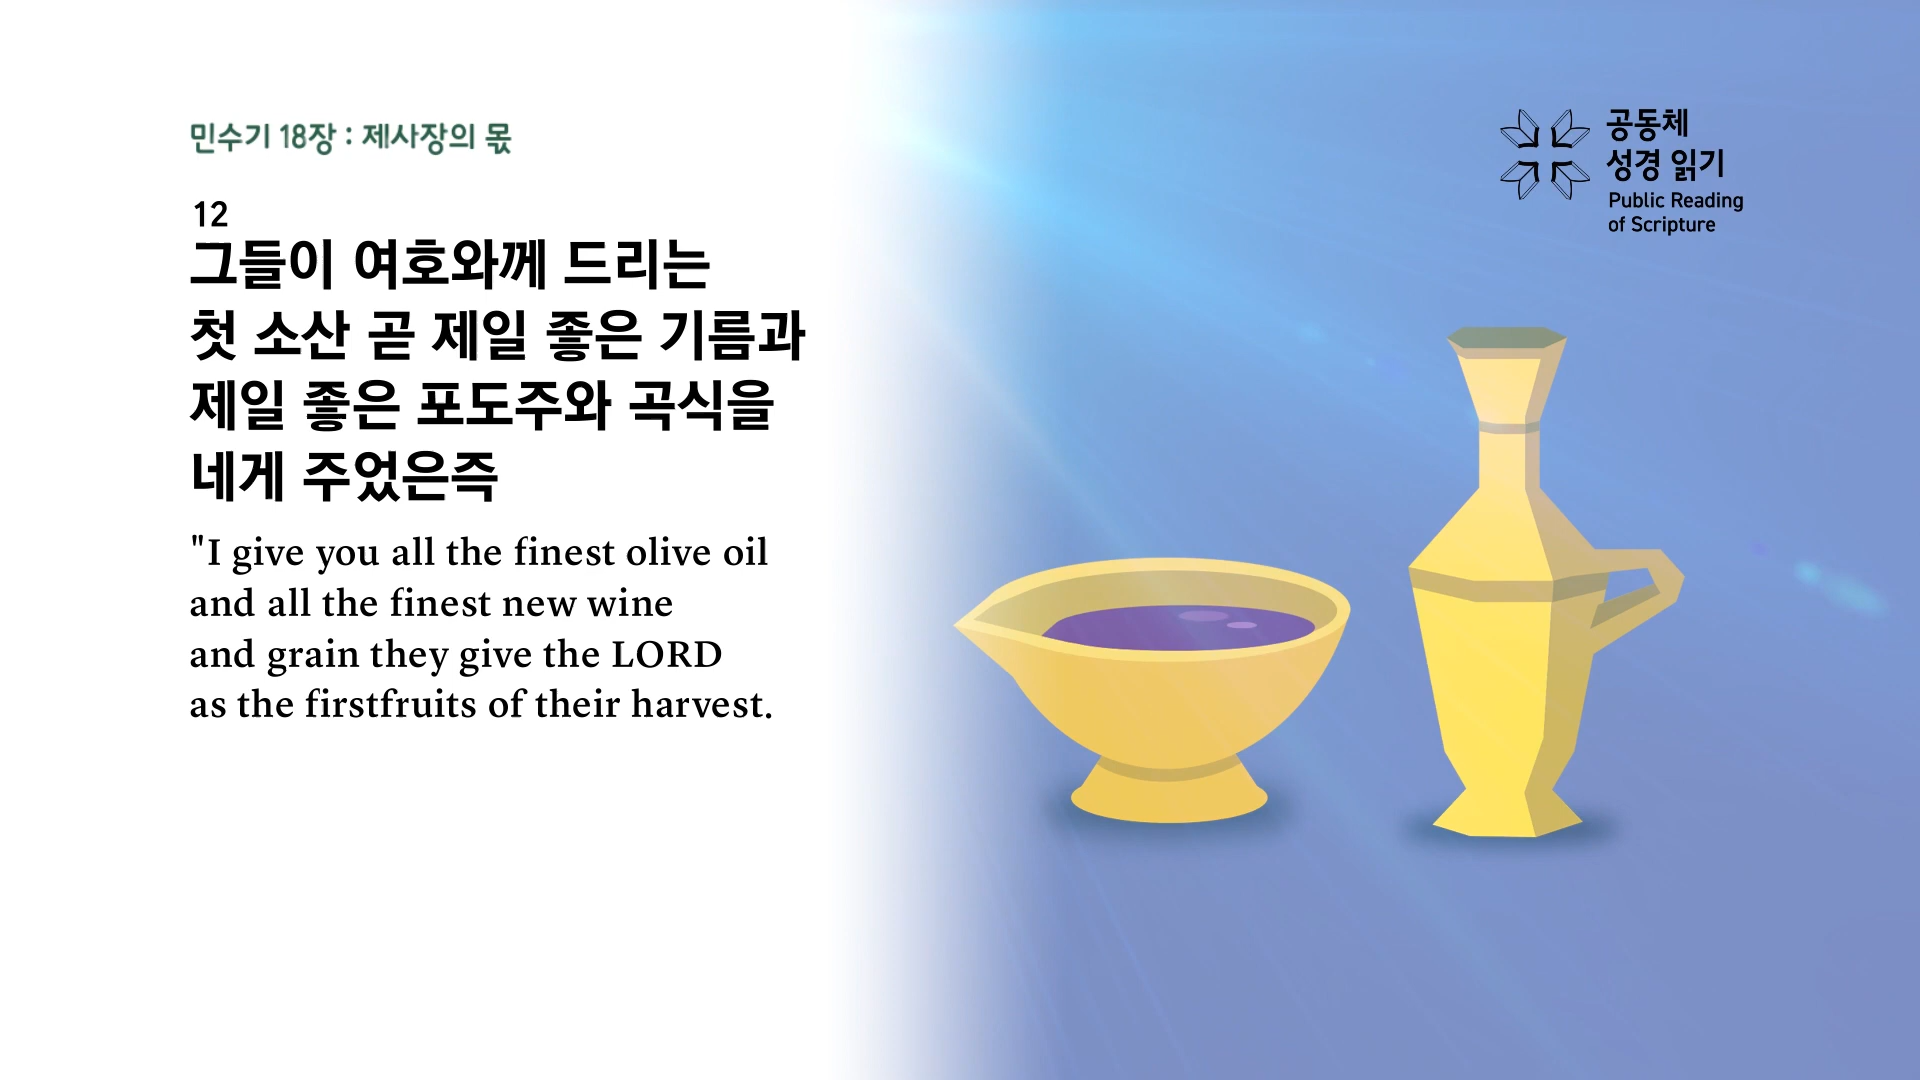 민수기 18장 : 제사장의 몫
12
그들이 여호와께 드리는
첫 소산 곧 제일 좋은 기름과
제일 좋은 포도주와 곡식을
네게 주었은즉
"I give you all the finest olive oil
and all the finest new wine
and grain they give the LORD
as the firstfruits of their harvest.
공동체
성경 읽기
Public Reading
of Scripture